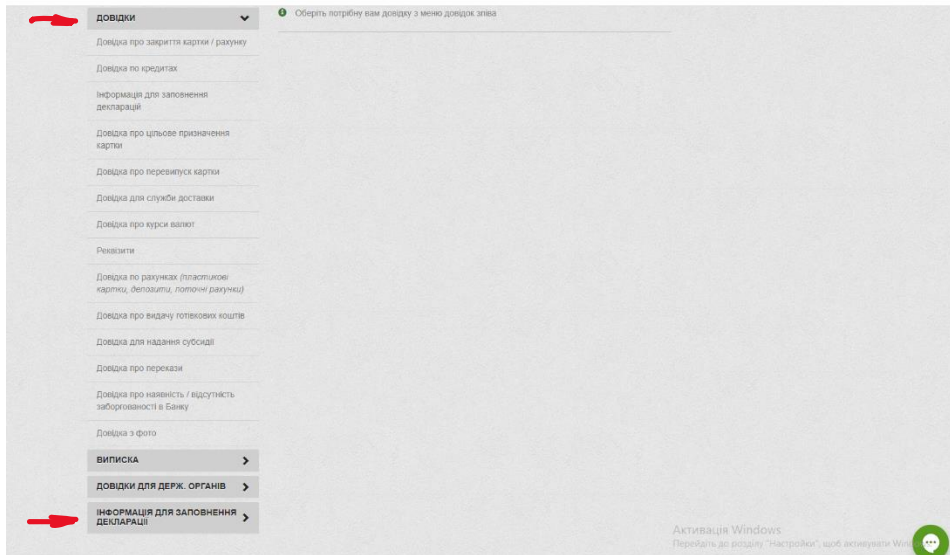 ДОВІДКИ
Оберіть потрібну вам довідку з меню довідок зліва
Довідка про закриття картки / рахунку
Довідка по кредитах
Інформація для заповнення
декларацій
Довідка про цільове призначення
картки
Довідка про перевипуск картки
Довідка для служби доставки
Довідка про курси валют
Реквізити
Довідка по рахунках (пластикові
картки, депозити, поточні рахунки)
Довідка про видачу готівкових коштів
Довідка для надання субсидії
Довідка про перекази
Довідка про наявність / відсутність
заборгованості в Банку
Довідка з фото
ВИПИСКА
ДОВІДКИ ДЛЯ ДЕРЖ. ОРГАНІВ
ІНФОРМАЦІЯ ДЛЯ ЗАПОВНЕННЯ
ДЕКЛАРАЦІЇ
Активація Windows
Перейдіть до розділу "Настройки", щоб активувати